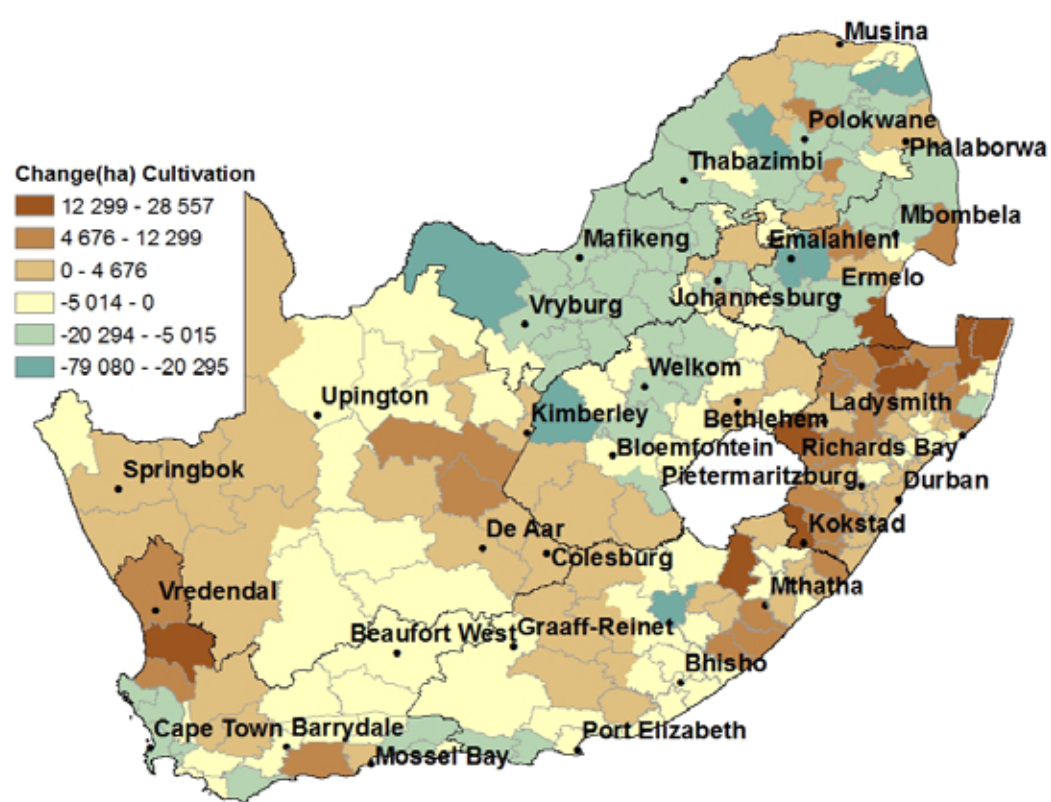 Musina
Polokwane
Phalaborwa
Thabazimbi
Change(ha) Cultivation
12 299 - 28 557
4 676 - 12 299
0 - 4 676
-5 014 - 0
-20 294 - -5 015
-79 080 - -20 295
Mbombela
Mafikeng
Emalahleni
Ermelo
Johannesburg
Vryburg
Welkom
Upington
Kimberley
Bethlehem
Ladysmith
Bloemfontein
Richards Bay
Springbok
Pietermaritzburg
Durban
De Aar
Kokstad
Colesburg
Vredendal
Mthatha
Beaufort West
Graaff-Reinet
Bhisho
Cape Town
Barrydale
Port Elizabeth
Mossel Bay